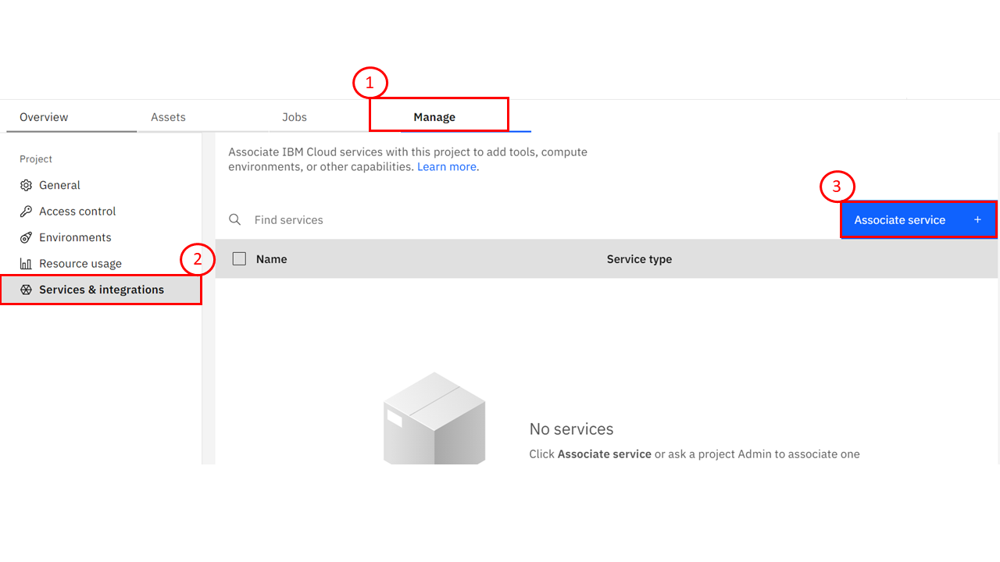 1
Overview Assets Jobs Manage
Project
General
Access control
Environments
Resource usage
2
Services & integrations
Associate IBM Cloud services with this project to add tools, compute
environments, or other capabilities. Learn more.
3
Find services
Associate service +
Name Service type
No services
Click Associate service or ask a project Admin to associate one